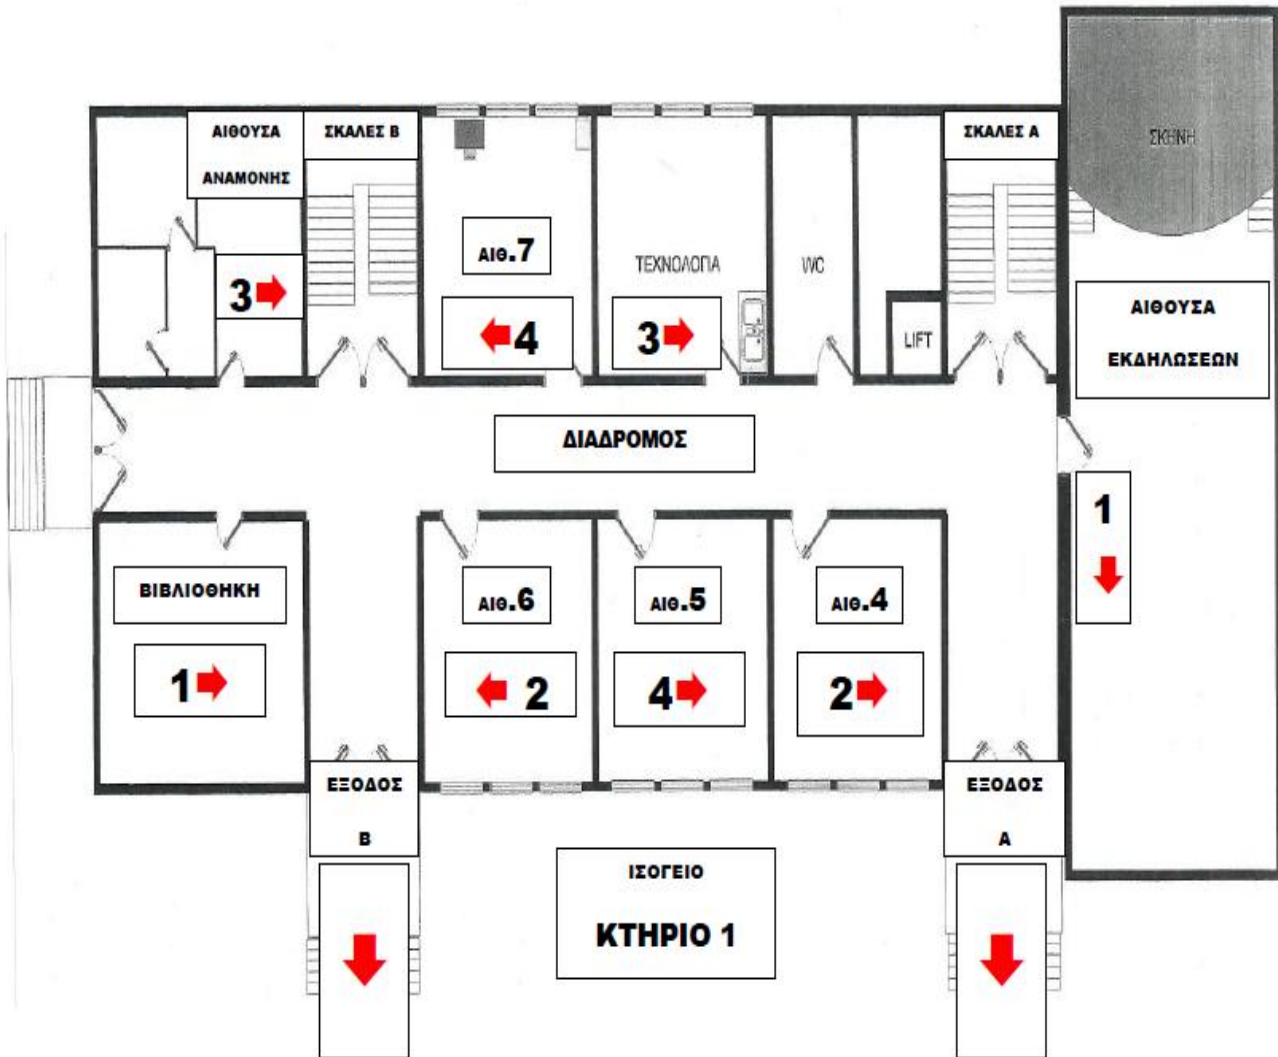 ΣΚΗΝΗ
ΑΙΘΟΥΣΑ
ΑΝΑΜΟΝΗΣ
ΣΚΑΛΕΣ Β
ΣΚΑΛΕΣ Α
ΑΙΘ.7
ΤΕΧΝΟΛΟΓΙΑ
WC
3
4
3
LIFT
ΑΙΘΟΥΣΑ
ΕΚΔΗΛΩΣΕΩΝ
ΔΙΑΔΡΟΜΟΣ
1
ΒΙΒΛΙΟΘΗΚΗ
ΑΙΘ.6
ΑΙΘ.5
ΑΙΘ.4
1
2
4
2
ΕΞΟΔΟΣ
Β
ΕΞΟΔΟΣ
Α
ΙΣΟΓΕΙΟ
ΚΤΗΡΙΟ 1